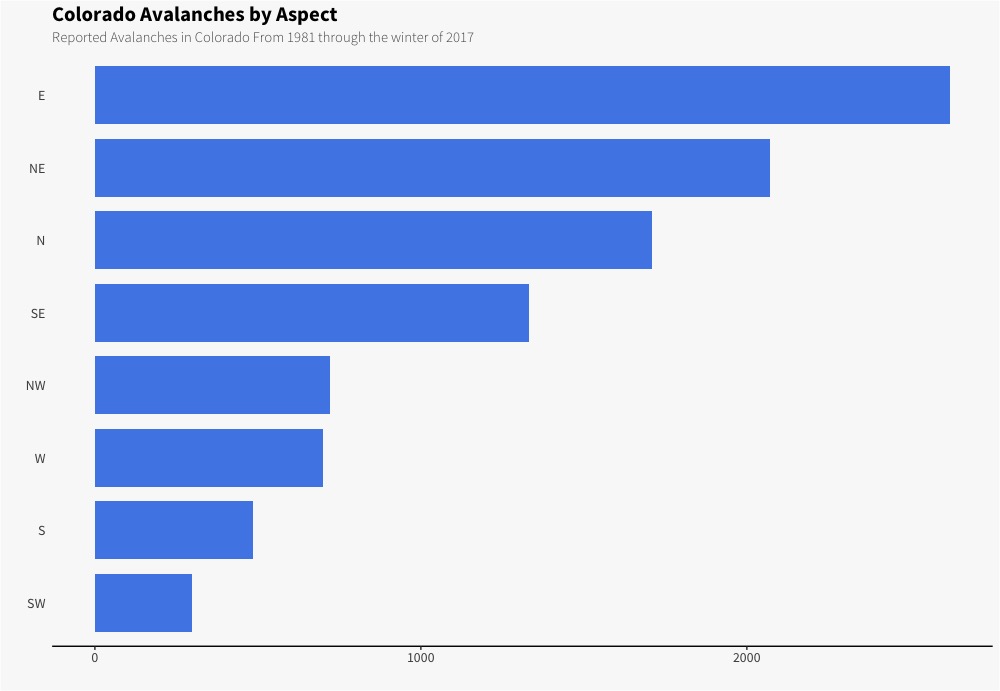 Colorado Avalanches by Aspect
Reported Avalanches in Colorado From 1981 through the winter of 2017
E
NE
N
SE
NW
W
S
SW
0 1000 2000